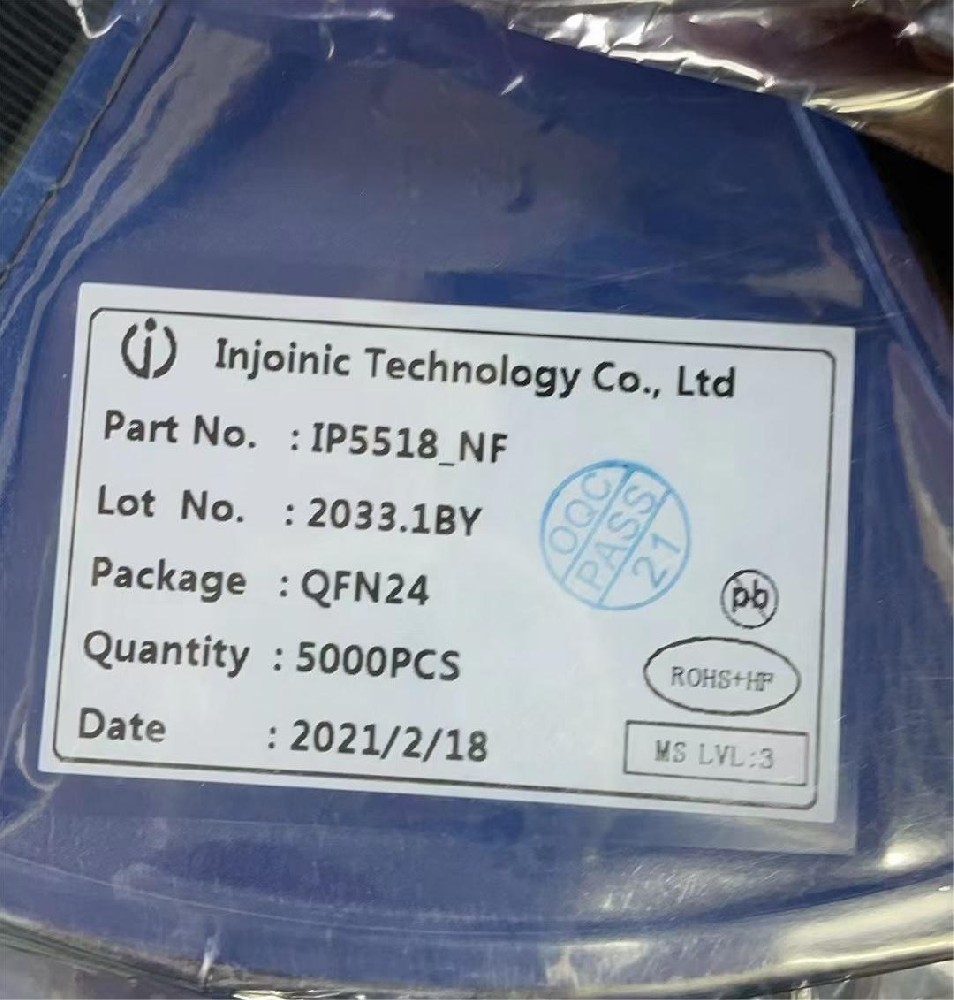 Injoinic Technology Co., Ltd
Part No. : IP5518_NF
Lot No. : 2033.1BY
Package : QFN24
Quantity : 5000PCS
Date : 2021/2/18
OQC
PASS
21
pb
ROHS+HF
MS LVL:3